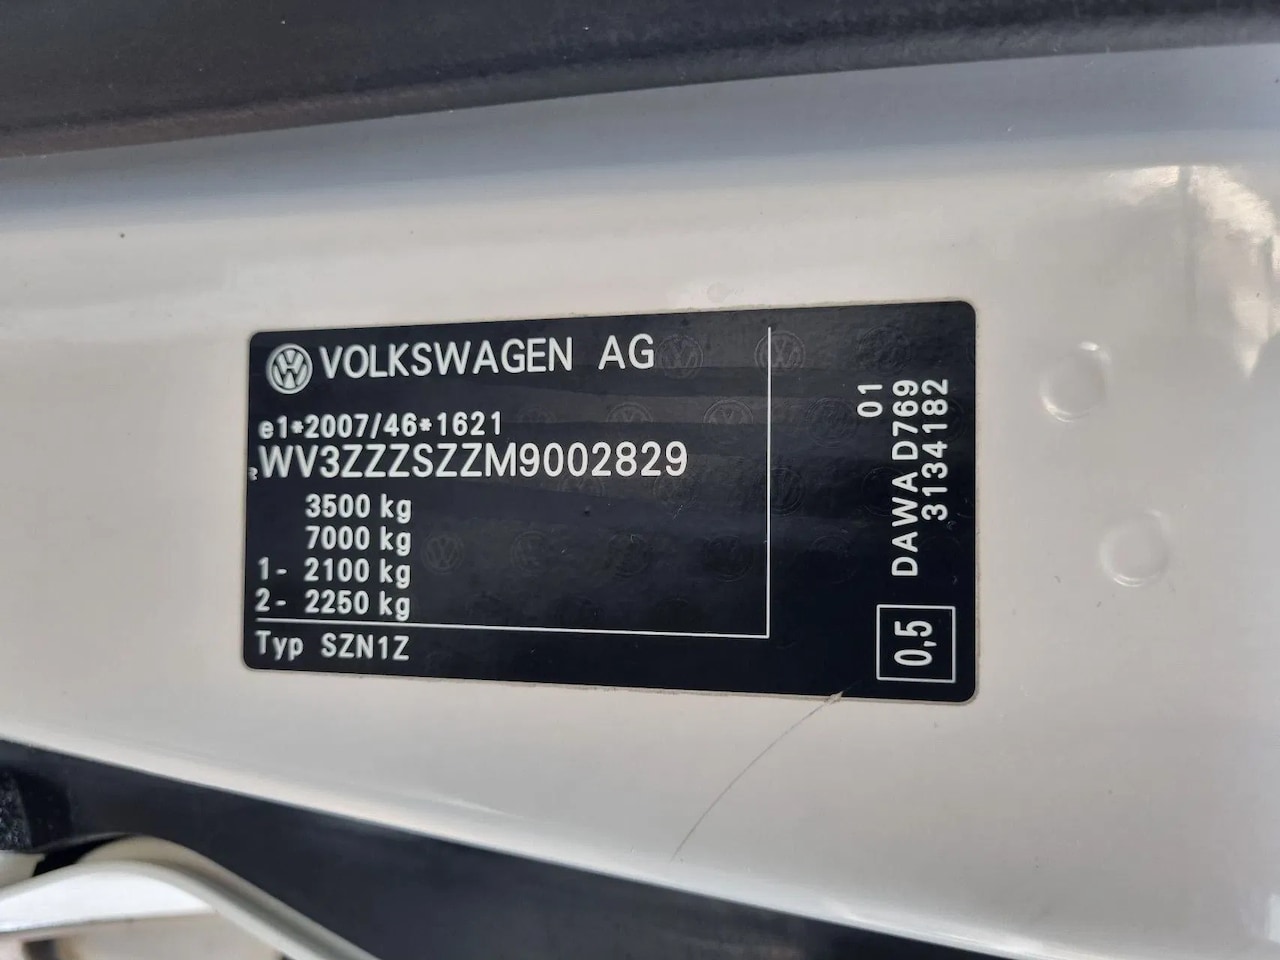 VOLKSWAGEN AG
e1*2007/46*1621
WV3ZZZSZZM9002829
3500 kg
7000 kg
1- 2100 kg
2- 2250 kg
Typ SZN1Z
01
DAWA D769
3134182
0,5